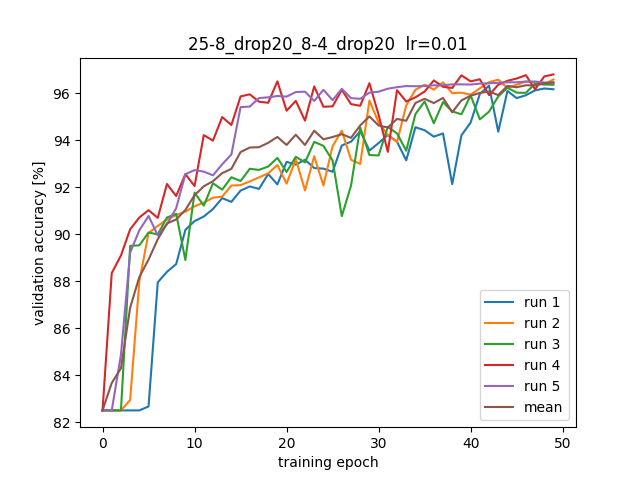 25-8_drop20_8-4_drop20  lr=0.01
validation accuracy [%]
96
94
92
90
88
86
84
82
0
10
20
30
40
50
training epoch
run 1
run 2
run 3
run 4
run 5
mean